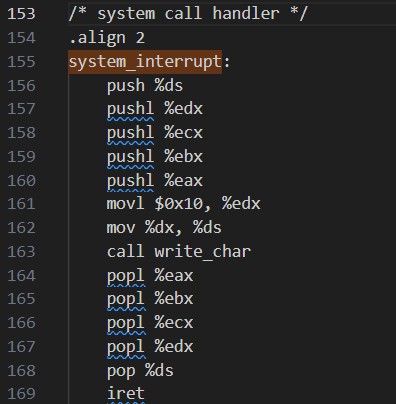 153 /* system call handler */
154 .align 2
155 system_interrupt:
156 push %ds
157 pushl %edx
158 pushl %ecx
159 pushl %ebx
160 pushl %eax
161 movl $0x10, %edx
162 mov %dx, %ds
163 call write_char
164 popl %eax
165 popl %ebx
166 popl %ecx
167 popl %edx
168 pop %ds
169 iret